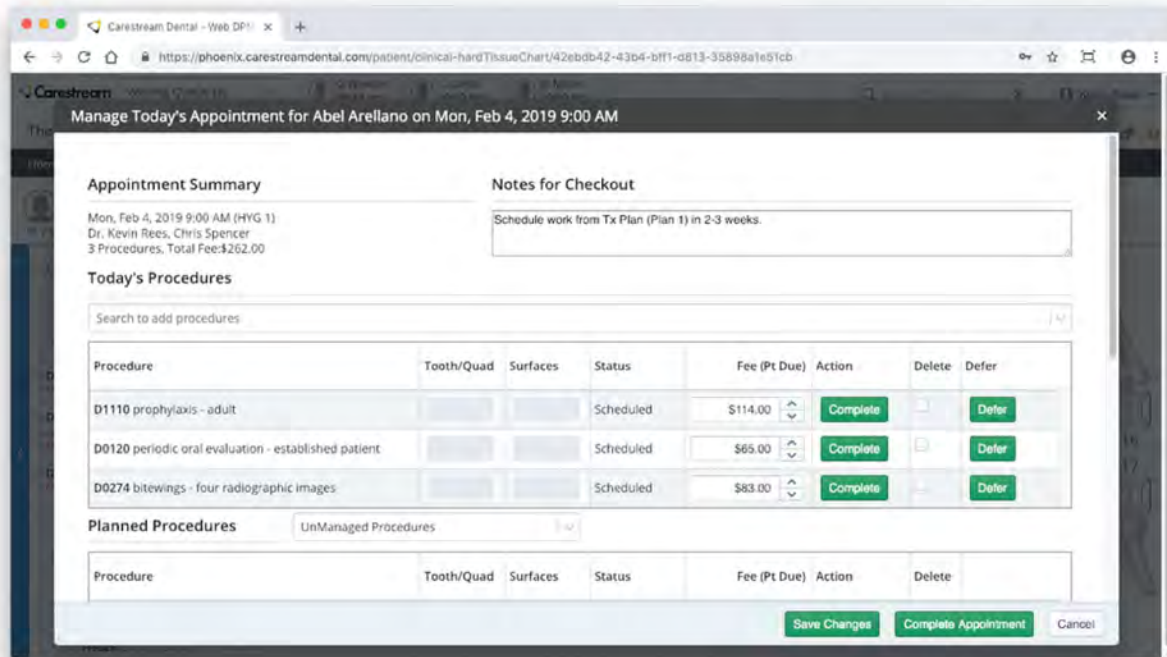 Carestream Dental - Web DPM
https://phoenix.carestreamdental.com/patient/clinical-hardTissueChart/42ebdb42-43b4-bff1-d813-35898a1e51cb
Carestream
Manage Today's Appointment for Abel Arellano on Mon, Feb 4, 2019 9:00 AM
Appointment Summary
Notes for Checkout
Mon, Feb 4, 2019 9:00 AM (HYG 1)
Dr. Kevin Rees, Chris Spencer
3 Procedures, Total Fee:$262.00
Schedule work from Tx Plan (Plan 1) in 2-3 weeks.
Today's Procedures
Search to add procedures
Procedure Tooth/Quad Surfaces Status Fee (Pt Due) Action Delete Defer
D1110 prophylaxis - adult Scheduled $114.00 Complete Defer
D0120 periodic oral evaluation - established patient Scheduled $65.00 Complete Defer
D0274 bitewings - four radiographic images Scheduled $83.00 Complete Defer
Planned Procedures UnManaged Procedures
Procedure Tooth/Quad Surfaces Status Fee (Pt Due) Action Delete
Save Changes Complete Appointment Cancel